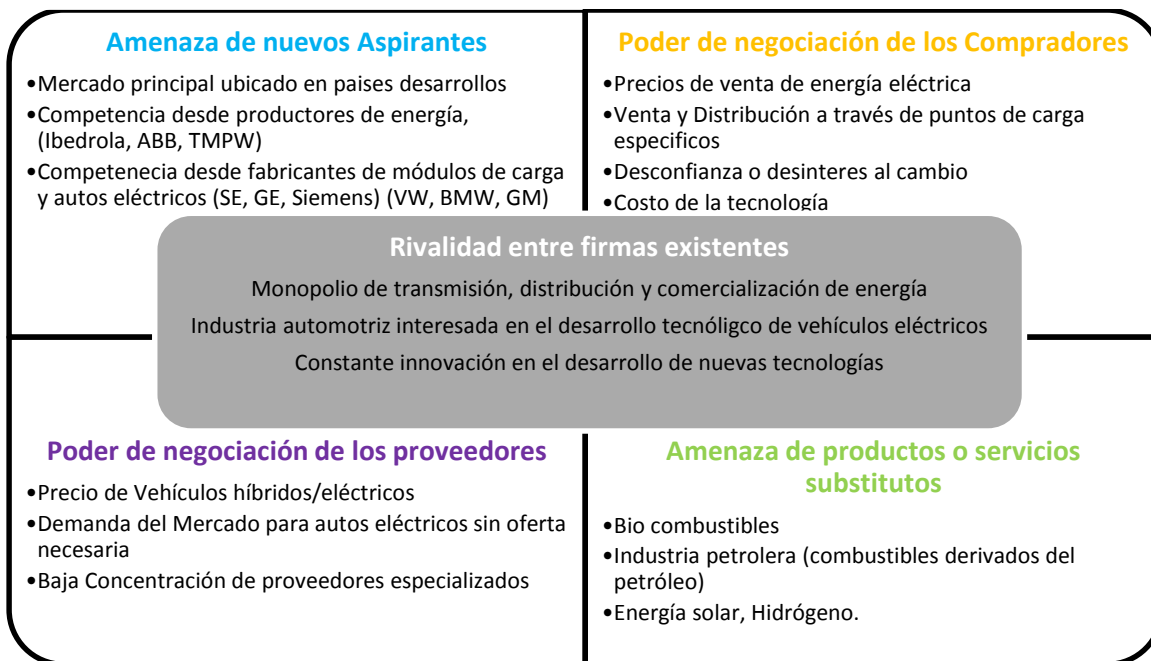 Amenaza de nuevos Aspirantes
•Mercado principal ubicado en paises desarrollos
•Competencia desde productores de energía,
(Ibedrola, ABB, TMPW)
•Competenecia desde fabricantes de módulos de carga
y autos eléctricos (SE, GE, Siemens) (VW, BMW, GM)
Poder de negociación de los Compradores
•Precios de venta de energía eléctrica
•Venta y Distribución a través de puntos de carga
especificos
•Desconfianza o desinteres al cambio
•Costo de la tecnología
Rivalidad entre firmas existentes
Monopolio de transmisión, distribución y comercialización de energía
Industria automotriz interesada en el desarrollo tecnóligco de vehículos eléctricos
Constante innovación en el desarrollo de nuevas tecnologías
Poder de negociación de los proveedores
•Precio de Vehículos híbridos/eléctricos
•Demanda del Mercado para autos eléctricos sin oferta
necesaria
•Baja Concentración de proveedores especializados
Amenaza de productos o servicios
substitutos
•Bio combustibles
•Industria petrolera (combustibles derivados del
petróleo)
•Energía solar, Hidrógeno.